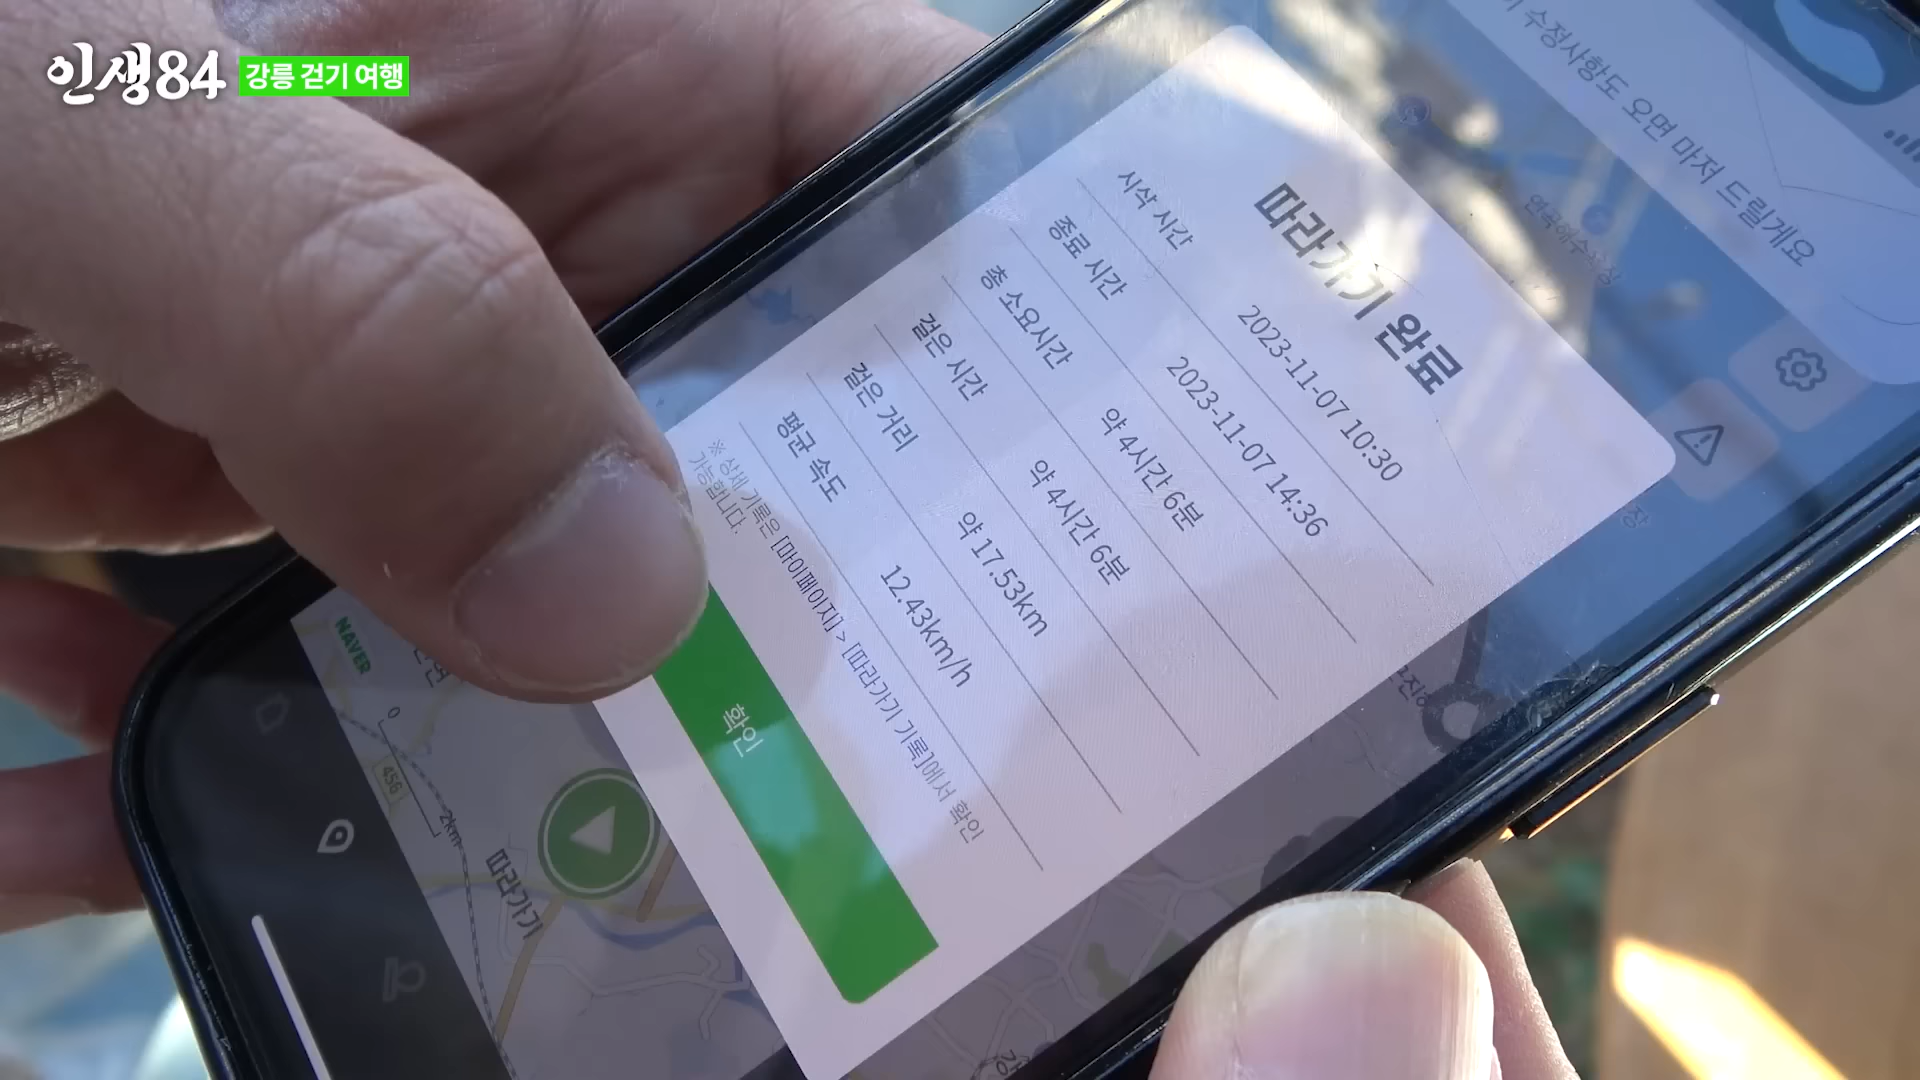 인생84
강릉 걷기 여행
수정사항도 오면 마저 드릴게요
따라가기 완료
시작 시간 2023-11-07 10:30
종료 시간 2023-11-07 14:36
총 소요시간 약 4시간 6분
걸은 시간 약 4시간 6분
걸은 거리 약 17.53km
평균 속도 12.43km/h
※ 상세 기록은 [마이페이지] > [따라가기 기록]에서 확인
가능합니다.
확인
NAVER
0
2km
456
따라가기